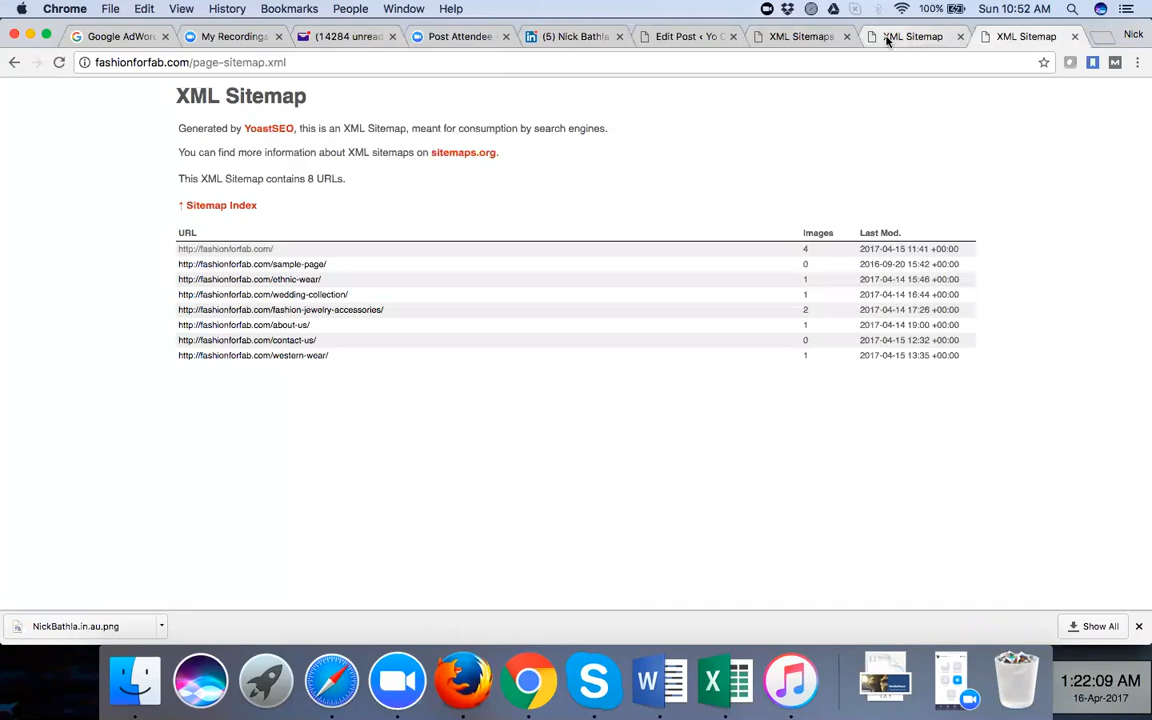 Chrome File Edit View History Bookmarks People Window Help 100% Sun 10:52 AM
Google AdWor My Recordings (14284 unrea Post Attendee - (5) Nick Bathla Edit Post ‹ Yo XML Sitemaps XML Sitemap XML Sitemap Nick
fashionforfab.com/page-sitemap.xml
XML Sitemap
Generated by YoastSEO, this is an XML Sitemap, meant for consumption by search engines.
You can find more information about XML sitemaps on sitemaps.org.
This XML Sitemap contains 8 URLs.
↑ Sitemap Index
URL Images Last Mod.
http://fashionforfab.com/ 4 2017-04-15 11:41 +00:00
http://fashionforfab.com/sample-page/ 0 2016-09-20 15:42 +00:00
http://fashionforfab.com/ethnic-wear/ 1 2017-04-14 15:46 +00:00
http://fashionforfab.com/wedding-collection/ 1 2017-04-14 16:44 +00:00
http://fashionforfab.com/fashion-jewelry-accessories/ 2 2017-04-14 17:26 +00:00
http://fashionforfab.com/about-us/ 1 2017-04-14 19:00 +00:00
http://fashionforfab.com/contact-us/ 0 2017-04-15 12:32 +00:00
http://fashionforfab.com/western-wear/ 1 2017-04-15 13:35 +00:00
NickBathla.in.au.png Show All
1:22:09 AM
16-Apr-2017